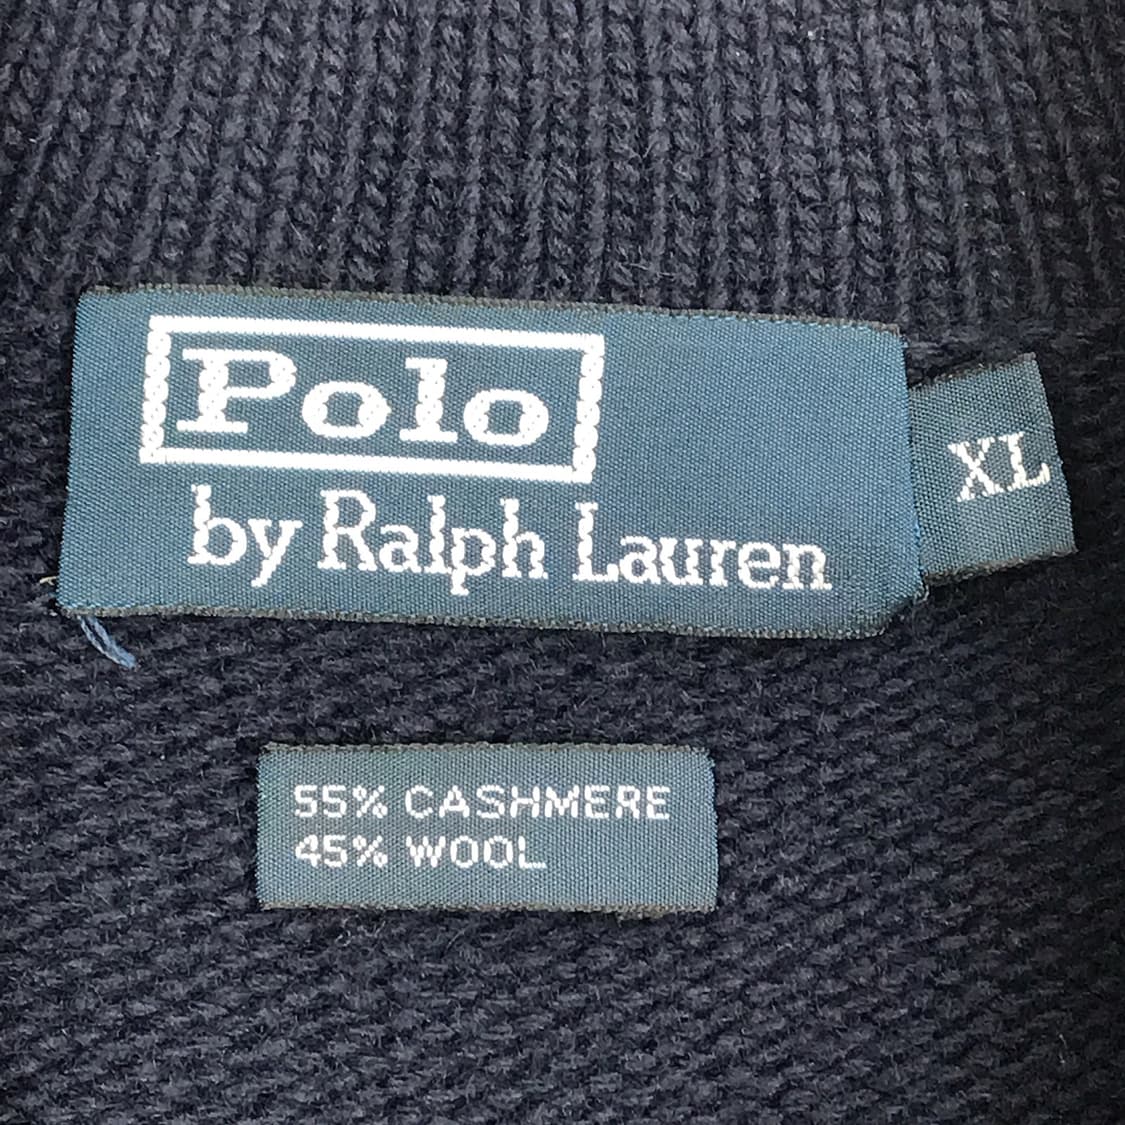 Polo
by Ralph Lauren
XL
55% CASHMERE
45% WOOL